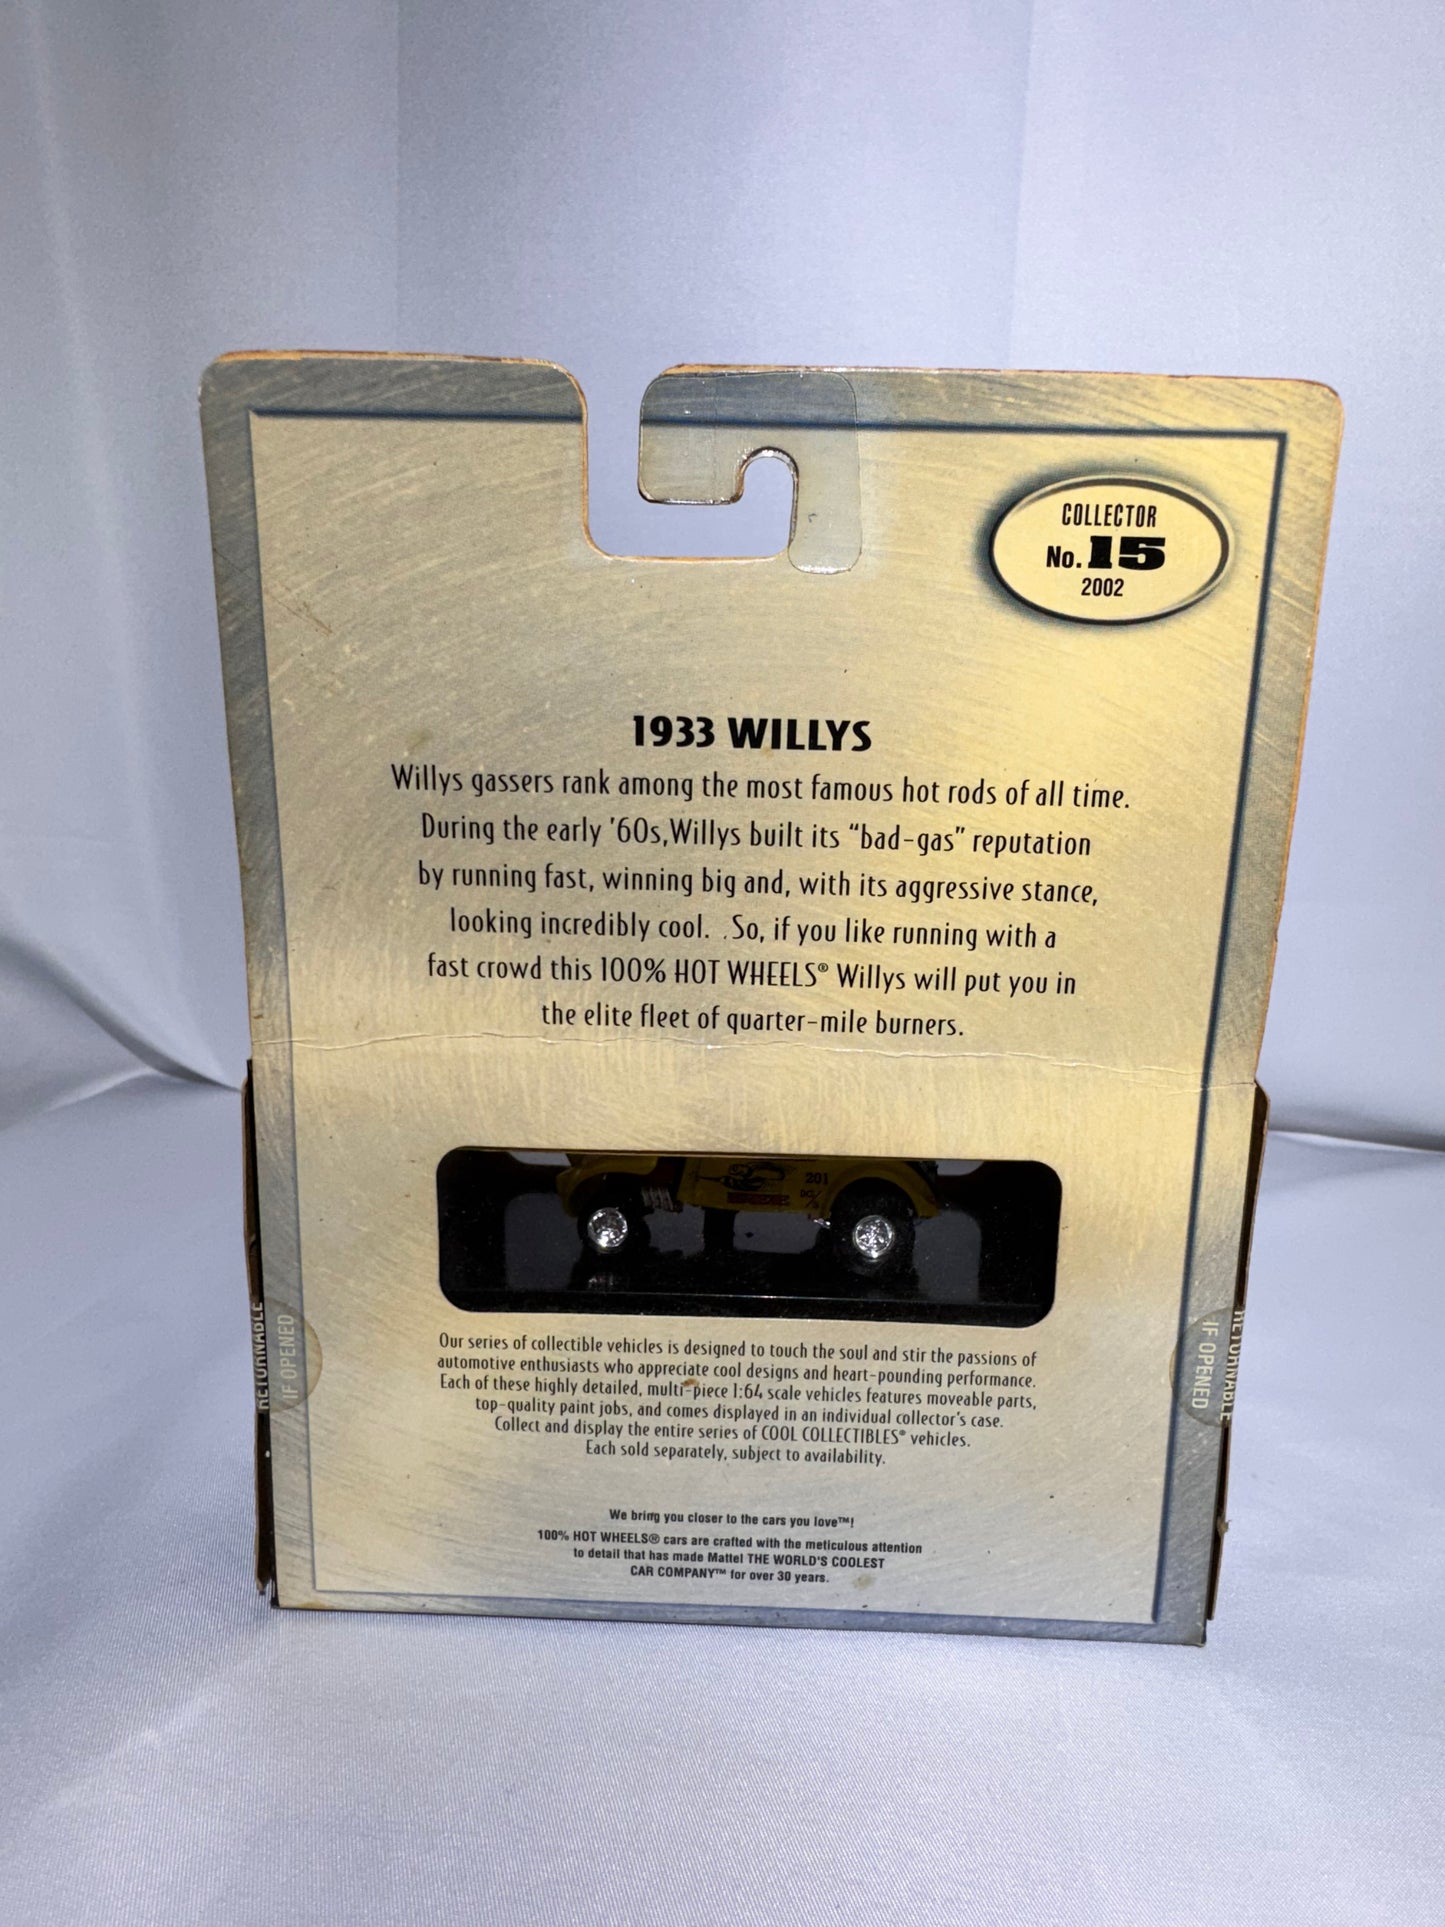 COLLECTOR
No. 15
2002
1933 WILLYS
Willys gassers rank among the most famous hot rods of all time.
During the early '60s,Willys built its “bad-gas” reputation
by running fast, winning big and, with its aggressive stance,
looking incredibly cool. . So, if you like running with a
fast crowd this 100% HOT WHEELS® Willys will put you in
the elite fleet of quarter-mile burners.
201
RETURNABLE
IF OPENED
IF OPENED
RETURNABLE
Our series of collectible vehicles is designed to touch the soul and stir the passions of
automotive enthusiasts who appreciate cool designs and heart-pounding performance.
Each of these highly detailed, multi-piece 1:64 scale vehicles features moveable parts,
top-quality paint jobs, and comes displayed in an individual collector's case.
Collect and display the entire series of COOL COLLECTIBLES® vehicles.
Each sold separately, subject to availability.
We bring you closer to the cars you love™!
100% HOT WHEELS® cars are crafted with the meticulous attention
to detail that has made Mattel THE WORLD'S COOLEST
CAR COMPANY™ for over 30 years.